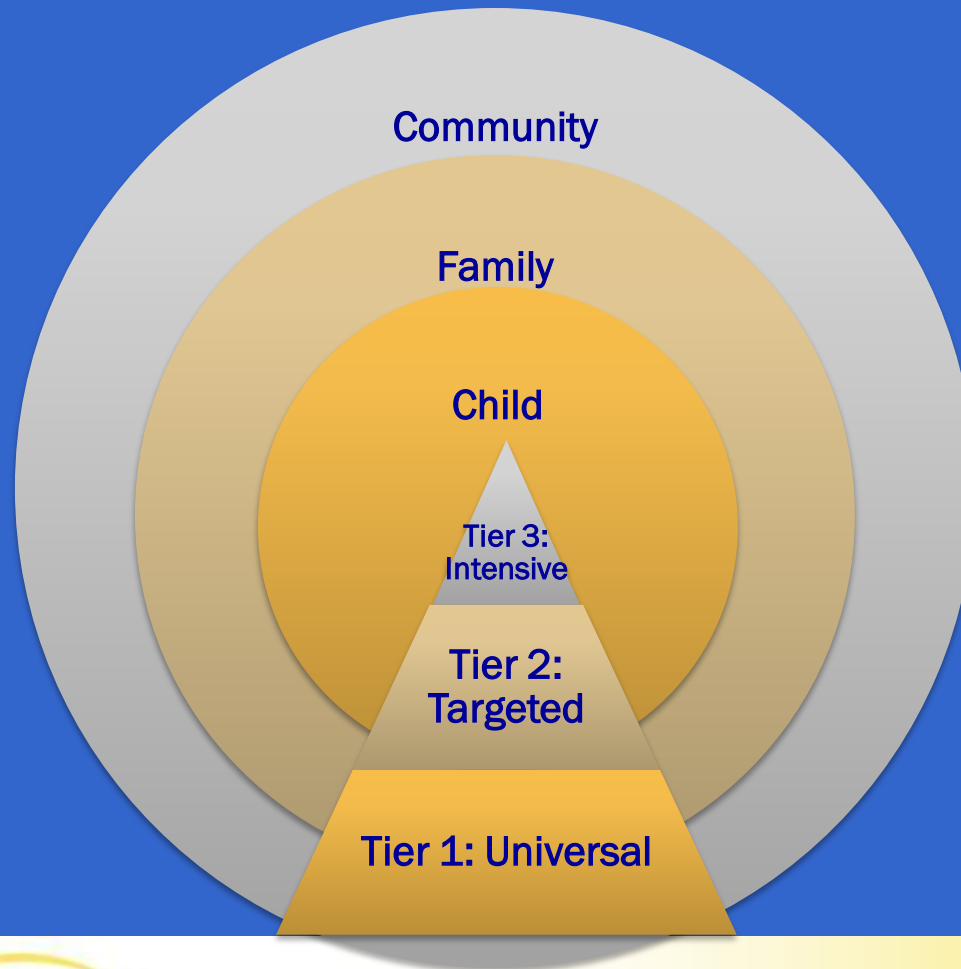 Community
Family
Child
Tier 3:
Intensive
Tier 2:
Targeted
Tier 1: Universal